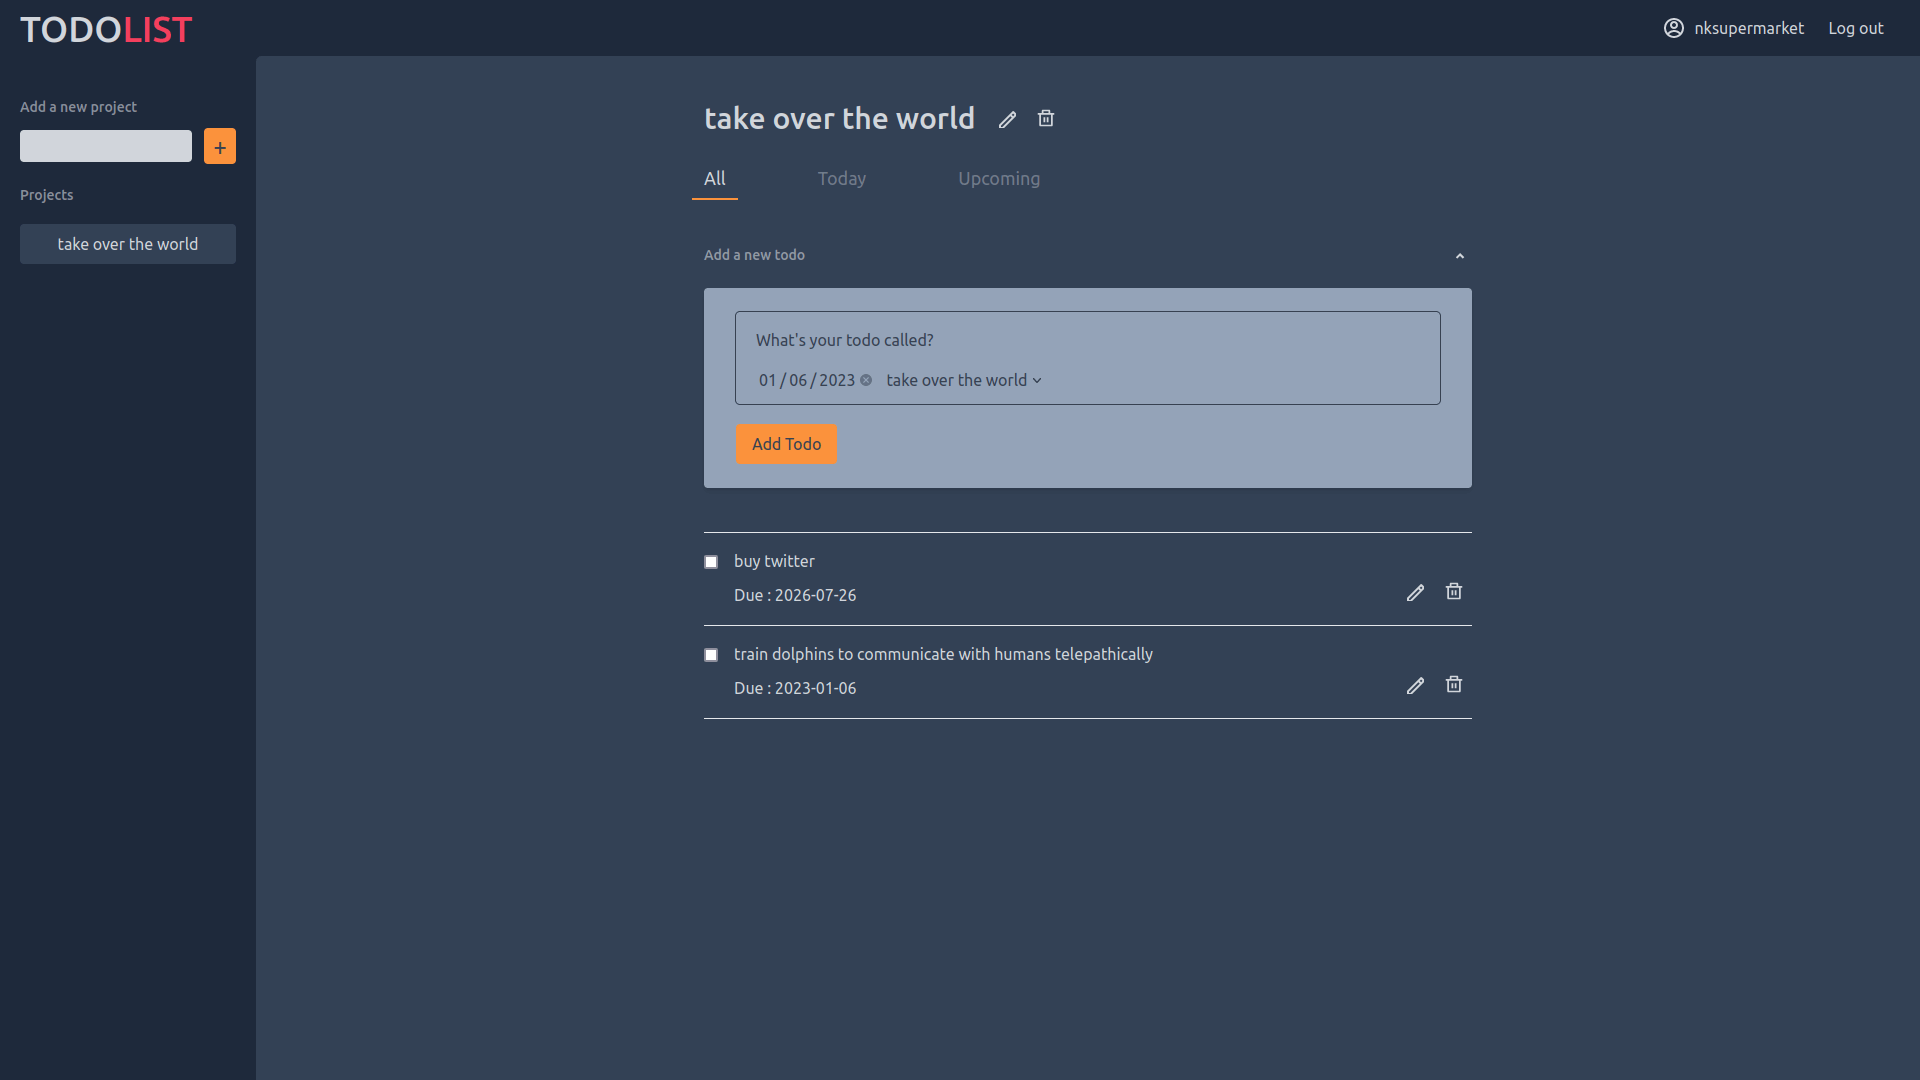 TODOLIST
nksupermarket Log out
Add a new project
+
Projects
take over the world
take over the world
All Today Upcoming
Add a new todo
What's your todo called?
01 / 06 / 2023 take over the world
Add Todo
buy twitter
Due : 2026-07-26
train dolphins to communicate with humans telepathically
Due : 2023-01-06